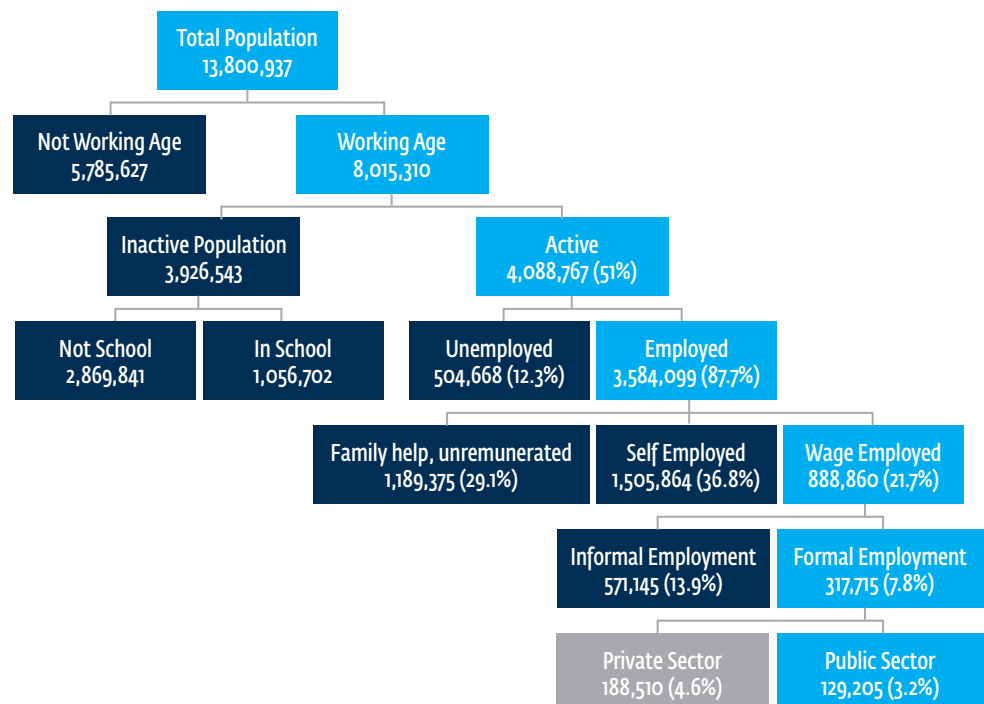 Total Population
13,800,937
Not Working Age
5,785,627
Working Age
8,015,310
Inactive Population
3,926,543
Active
4,088,767 (51%)
Not School
2,869,841
In School
1,056,702
Unemployed
504,668 (12.3%)
Employed
3,584,099 (87.7%)
Family help, unremunerated
1,189,375 (29.1%)
Self Employed
1,505,864 (36.8%)
Wage Employed
888,860 (21.7%)
Informal Employment
571,145 (13.9%)
Formal Employment
317,715 (7.8%)
Private Sector
188,510 (4.6%)
Public Sector
129,205 (3.2%)